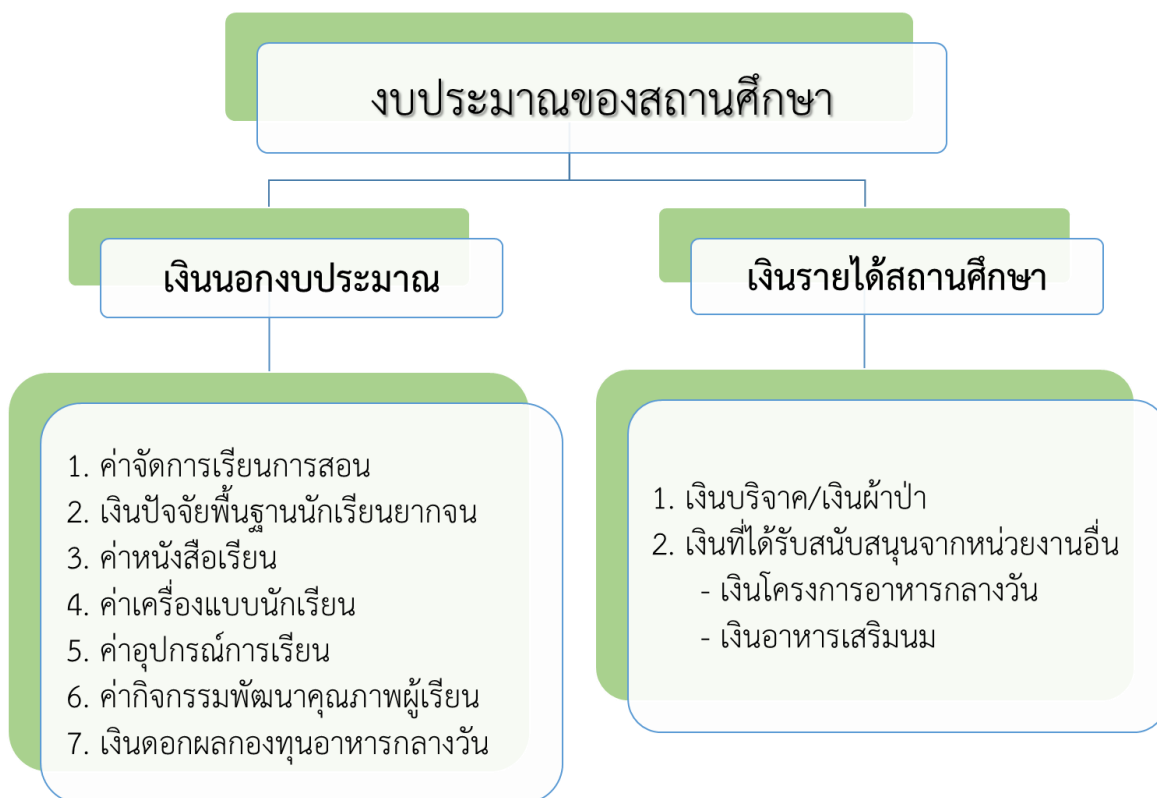 งบประมาณของสถานศึกษา
เงินนอกงบประมาณ
1. ค่าจัดการเรียนการสอน
2. เงินปัจจัยพื้นฐานนักเรียนยากจน
3. ค่าหนังสือเรียน
4. ค่าเครื่องแบบนักเรียน
5. ค่าอุปกรณ์การเรียน
6. ค่ากิจกรรมพัฒนาคุณภาพผู้เรียน
7. เงินดอกผลกองทุนอาหารกลางวัน
เงินรายได้สถานศึกษา
1. เงินบริจาค/เงินผ้าป่า
2. เงินที่ได้รับสนับสนุนจากหน่วยงานอื่น
- เงินโครงการอาหารกลางวัน
- เงินอาหารเสริมนม